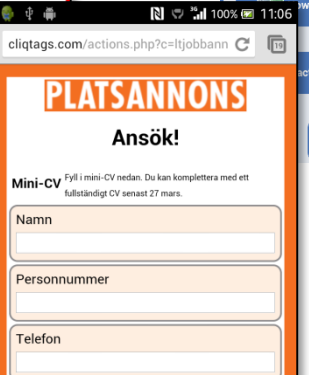 100% 11:06
cliqtags.com/actions.php?c=ltjobbann
19
PLATSANNONS
Ansök!
Mini-CV Fyll i mini-CV nedan. Du kan komplettera med ett
fullständigt CV senast 27 mars.
Namn
Personnummer
Telefon